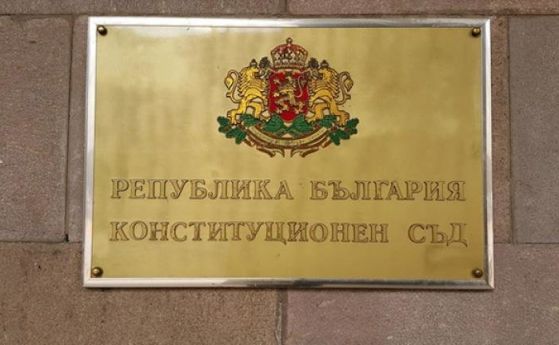 РЕПУБЛИКА БЪЛГАРИЯ
КОНСТИТУЦИОНЕН СЪД